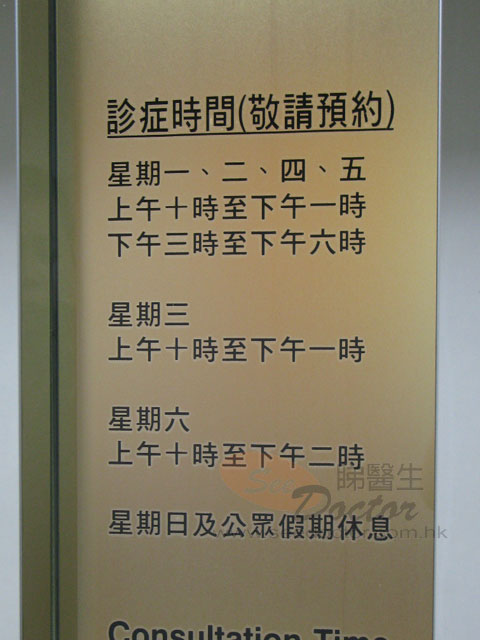 診症時間(敬請預約)
星期一、二、四、五
上午十時至下午一時
下午三時至下午六時
星期三
上午十時至下午一時
星期六
上午十時至下午二時
See 睇醫生
Doctor
星期日及公眾假期休息
Consultation Time